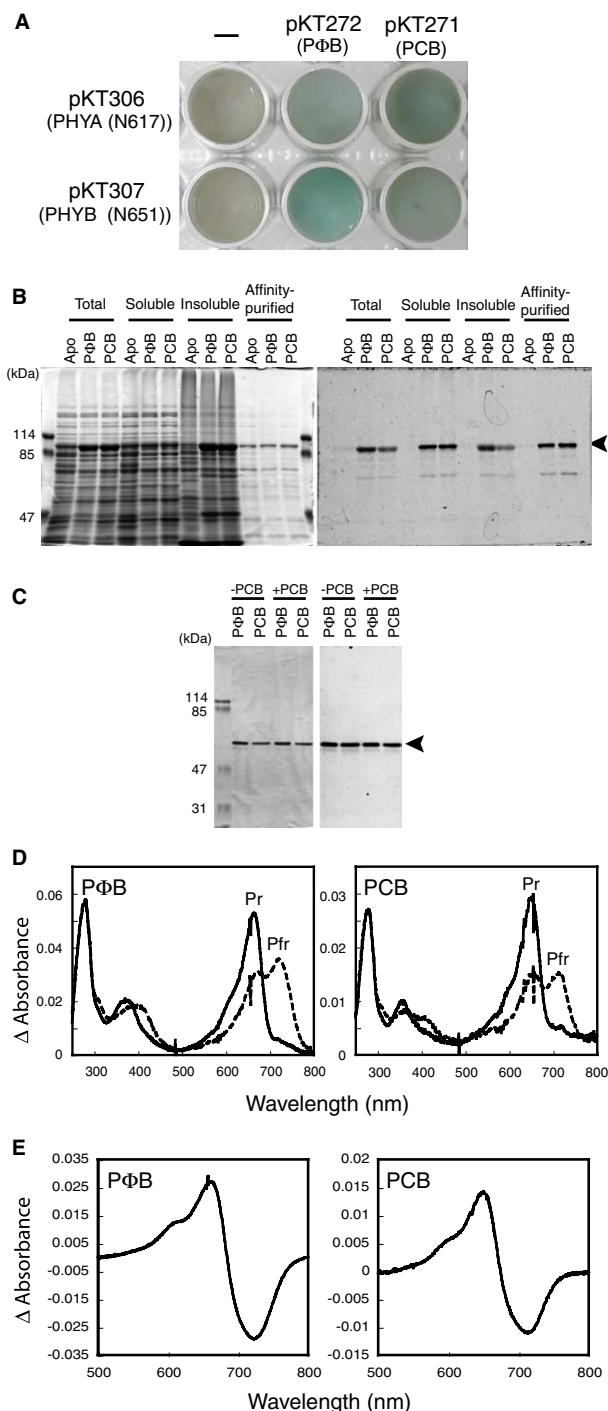 A
—
pKT272
(PΦB)
pKT271
(PCB)
pKT306
(PHYA (N617))
pKT307
(PHYB (N651))
B
Total Soluble Insoluble Affinity-
purified
Total Soluble Insoluble Affinity-
purified
Apo PΦB PCB Apo PΦB PCB Apo PΦB PCB Apo PΦB PCB
Apo PΦB PCB Apo PΦB PCB Apo PΦB PCB Apo PΦB PCB
(kDa)
114
85
47
C
-PCB +PCB -PCB +PCB
PΦB PCB PΦB PCB PΦB PCB PΦB PCB
(kDa)
114
85
47
31
D
PΦB
Pr
Pfr
0.06
0.04
0.02
0
300 400 500 600 700 800
PCB
Pr
Pfr
0.03
0.02
0.01
0
300 400 500 600 700 800
Δ Absorbance
Wavelength (nm)
Wavelength (nm)
E
PΦB
0.035
0.025
0.015
0.005
-0.005
-0.015
-0.025
-0.035
500 600 700 800
PCB
0.02
0.015
0.01
0.005
0
-0.005
-0.01
-0.015
500 600 700 800
Δ Absorbance
Wavelength (nm)
Wavelength (nm)